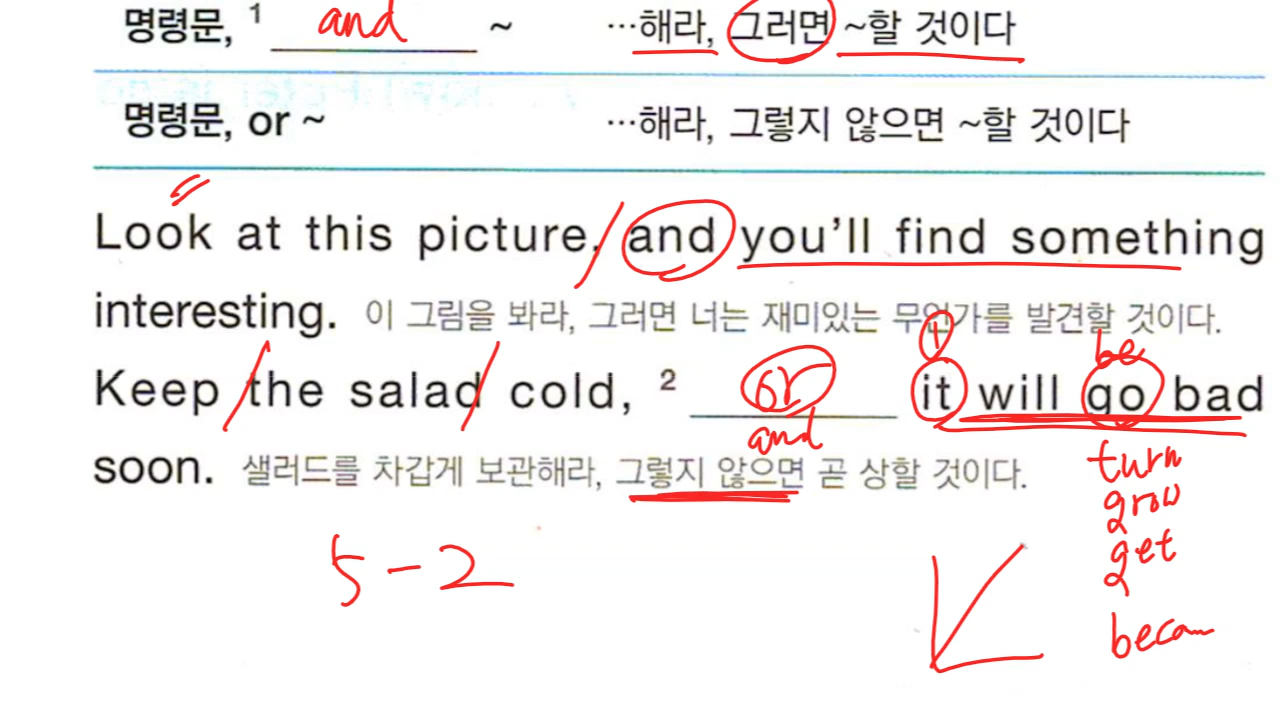 명령문, ¹ and ~ …해라, 그러면 ~할 것이다
명령문, or ~ …해라, 그렇지 않으면 ~할 것이다
Look at this picture, and you'll find something
interesting. 이 그림을 봐라, 그러면 너는 재미있는 무언가를 발견할 것이다.
1 be
Keep the salad cold, ² or it will go bad
and
soon. 샐러드를 차갑게 보관해라, 그렇지 않으면 곧 상할 것이다.
turn
grow
get
5-2